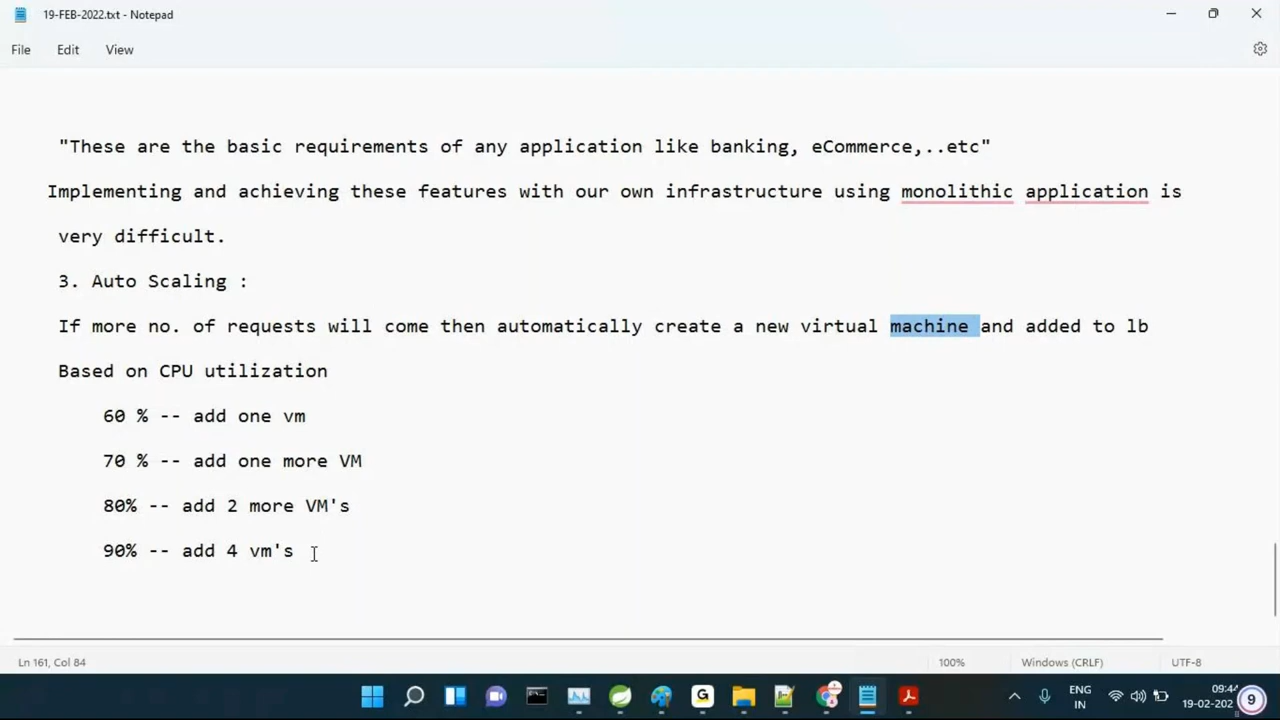 19-FEB-2022.txt - Notepad
File Edit View
"These are the basic requirements of any application like banking, eCommerce,..etc"
Implementing and achieving these features with our own infrastructure using monolithic application is
very difficult.
3. Auto Scaling :
If more no. of requests will come then automatically create a new virtual machine and added to lb
Based on CPU utilization
60 % -- add one vm
70 % -- add one more VM
80% -- add 2 more VM's
90% -- add 4 vm's
Ln 161, Col 84 100% Windows (CRLF) UTF-8
ENG 09:44
IN 19-02-202 9